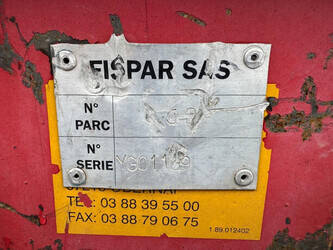 FISPAR SAS
N°
PARC
N°
SERIE YG01149
TEL: 03 88 39 55 00
FAX: 03 88 79 06 75
1.89.012402